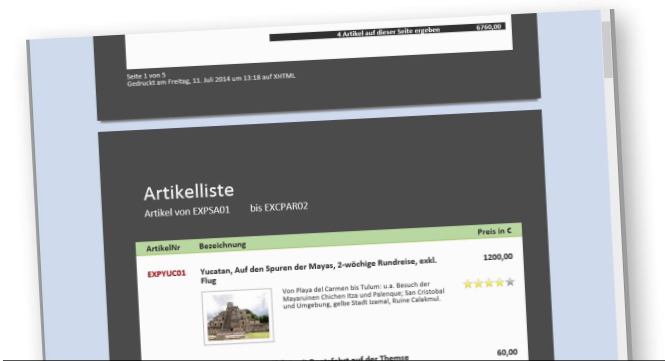 4 Artikel auf dieser Seite ergeben 6760,00
Seite 1 von 5
Gedruckt am Freitag, 11. Juli 2014 um 13:18 auf XHTML
Artikelliste
Artikel von EXPSA01 bis EXCPAR02
ArtikelNr Bezeichnung Preis in €
EXPYUC01 Yucatan, Auf den Spuren der Mayas, 2-wöchige Rundreise, exkl. 1200,00
Flug
Von Playa del Carmen bis Tulum: u.a. Besuch der
Mayaruinen Chichen Itza und Palenque; San Cristobal
und Umgebung, gelbe Stadt Izamal, Ruine Calakmul.
auf der Themse 60,00